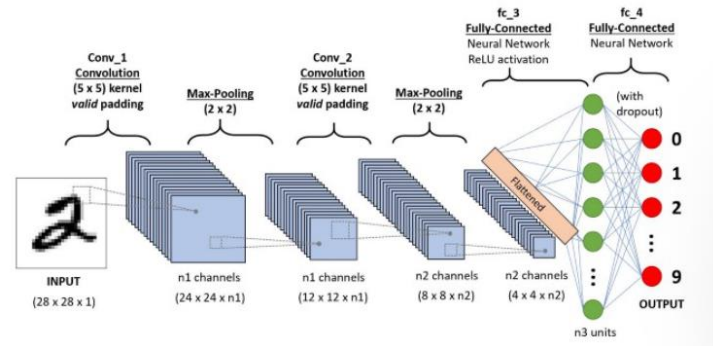 fc_3
Fully-Connected
Neural Network
ReLU activation
fc_4
Fully-Connected
Neural Network
Conv_1
Convolution
(5 x 5) kernel
valid padding
Max-Pooling
(2 x 2)
Conv_2
Convolution
(5 x 5) kernel
valid padding
Max-Pooling
(2 x 2)
(with
dropout)
Flattened
0
1
2
9
2
INPUT
(28 x 28 x 1)
n1 channels
(24 x 24 x n1)
n1 channels
(12 x 12 x n1)
n2 channels
(8 x 8 x n2)
n2 channels
(4 x 4 x n2)
OUTPUT
n3 units